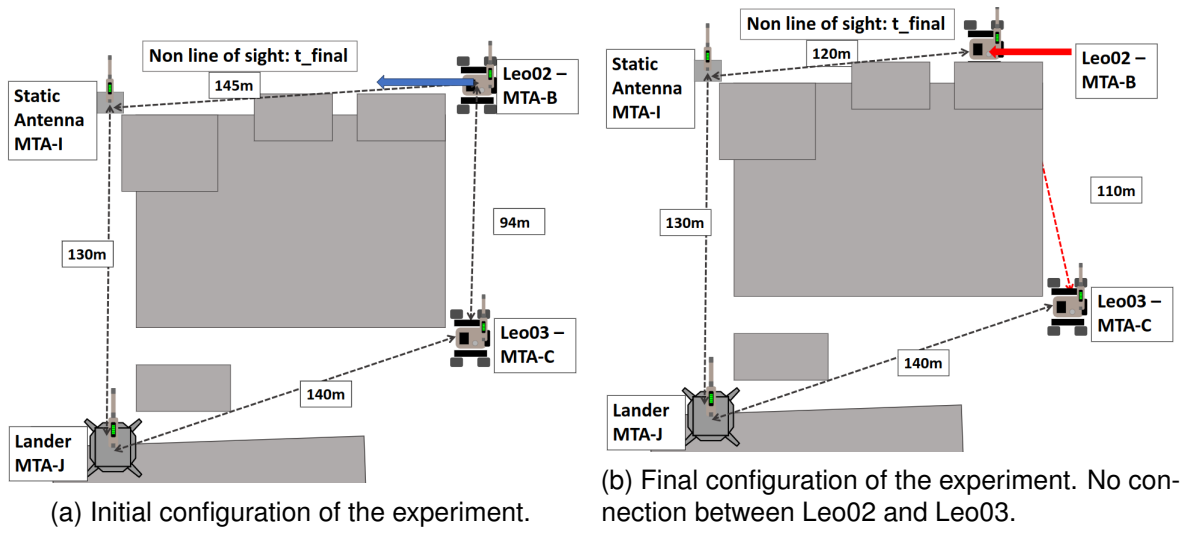 Non line of sight: t_final
145m
Leo02 –
MTA-B
Static
Antenna
MTA-I
94m
130m
Leo03 –
MTA-C
140m
Lander
MTA-J
(a) Initial configuration of the experiment.
Non line of sight: t_final
120m
Leo02 –
MTA-B
Static
Antenna
MTA-I
110m
130m
Leo03 –
MTA-C
140m
Lander
MTA-J
(b) Final configuration of the experiment. No con-
nection between Leo02 and Leo03.